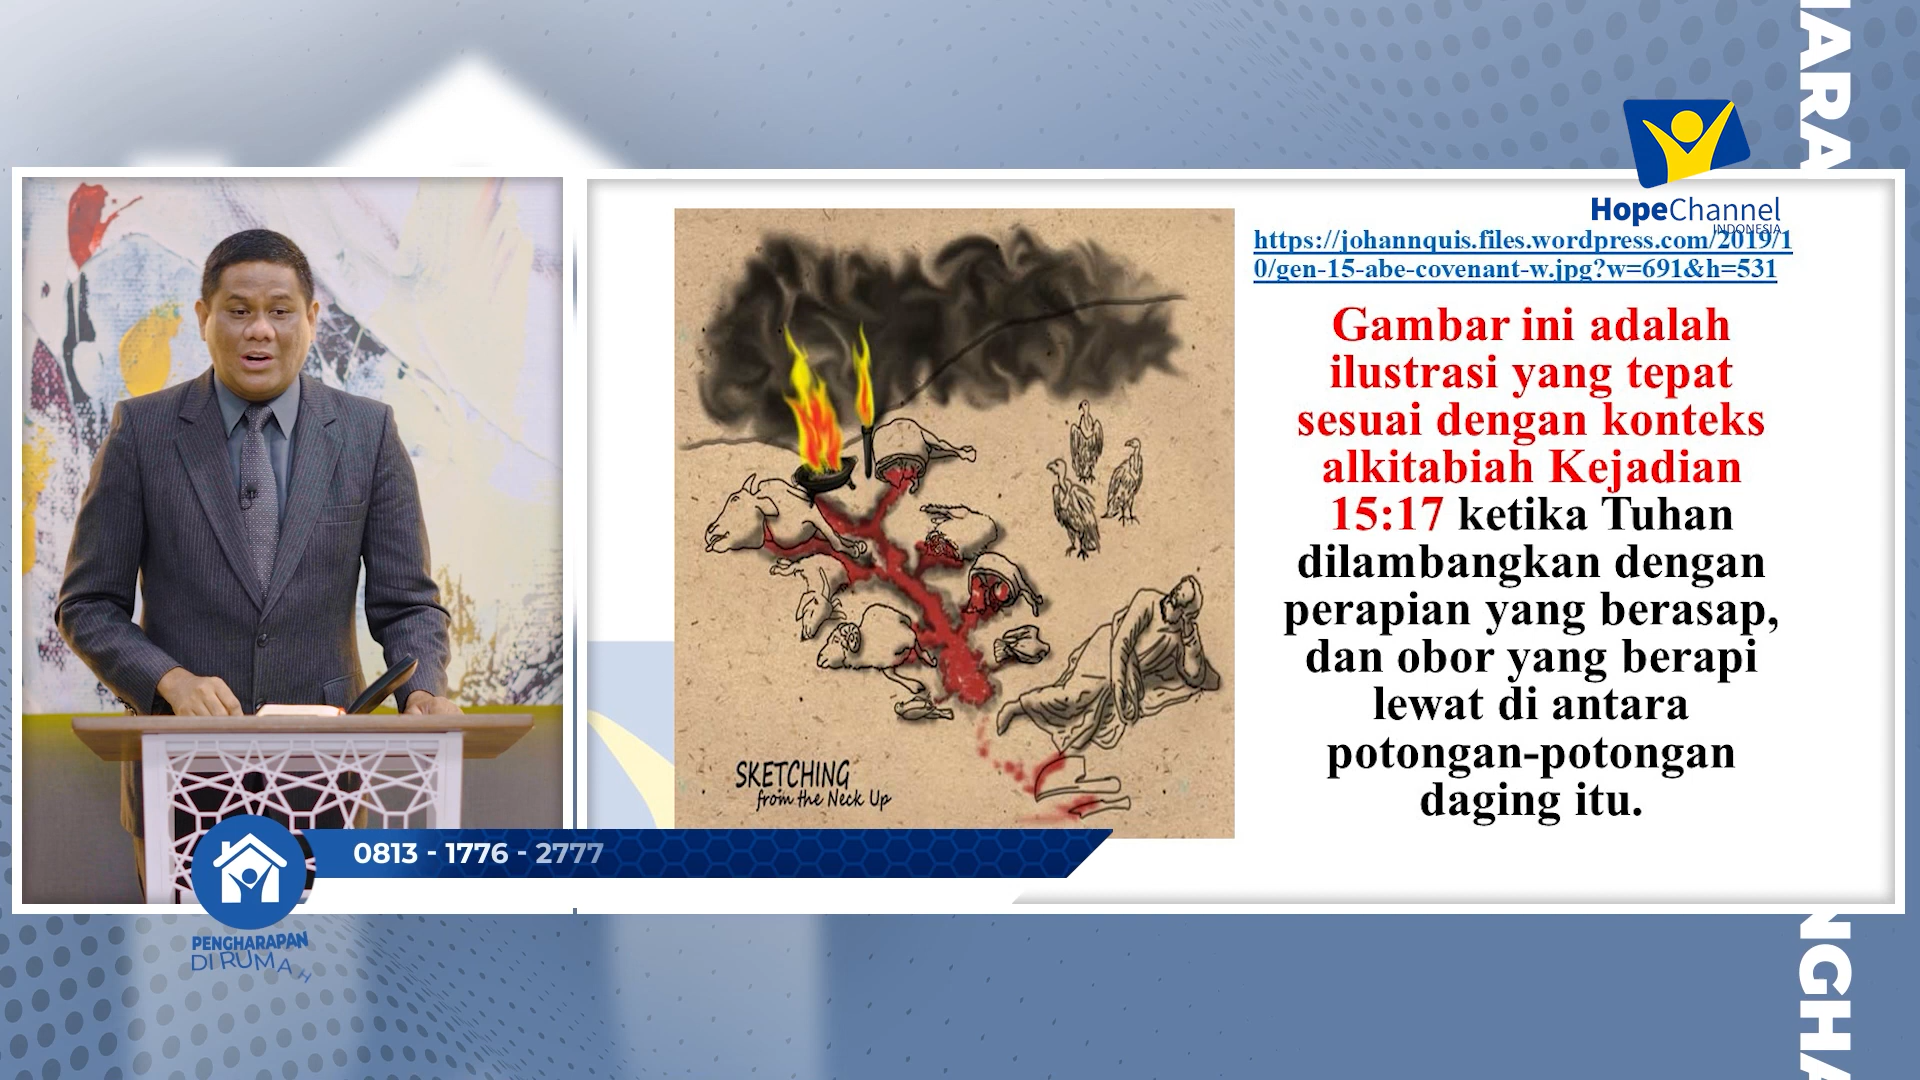 HopeChannel
INDONESIA
https://johannquis.files.wordpress.com/2019/1
0/gen-15-abe-covenant-w.jpg?w=691&h=531
Gambar ini adalah
ilustrasi yang tepat
sesuai dengan konteks
alkitabiah Kejadian
15:17 ketika Tuhan
dilambangkan dengan
perapian yang berasap,
dan obor yang berapi
lewat di antara
potongan-potongan
daging itu.
SKETCHING
from the Neck Up
0813 - 1776 - 2777
PENGHARAPAN
DI RUMAH